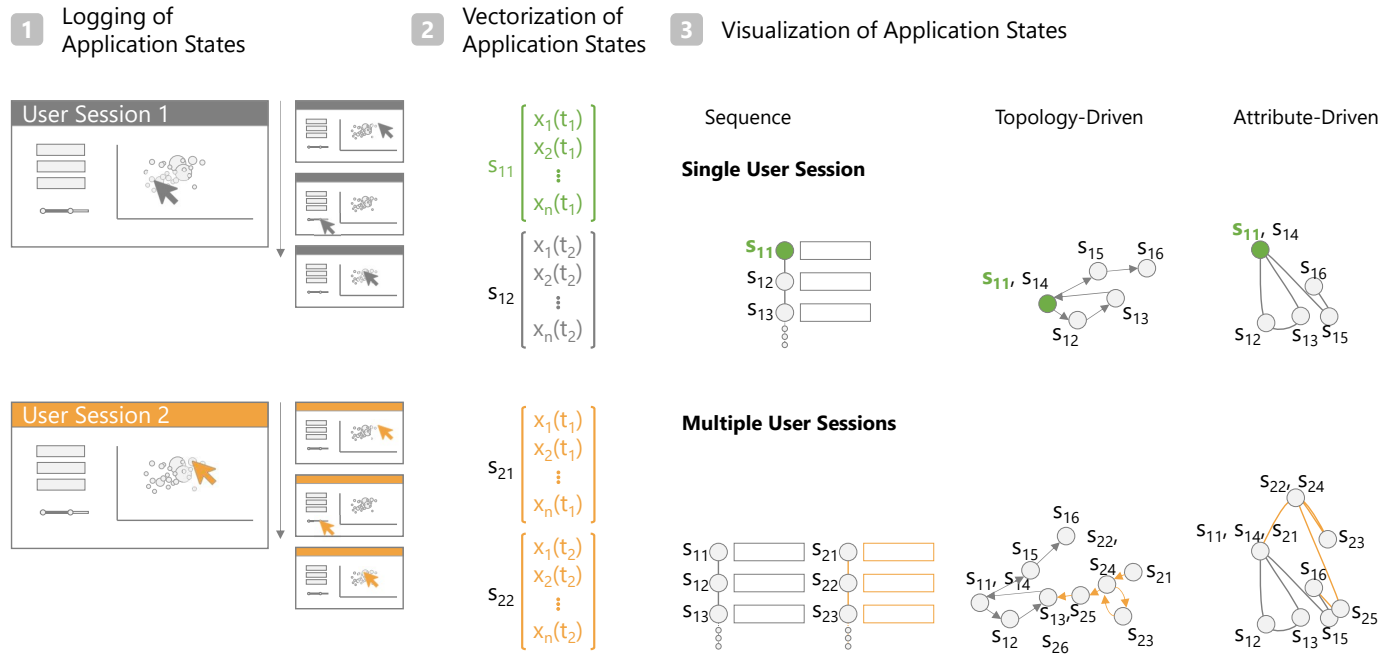 1 Logging of
Application States
2 Vectorization of
Application States
3 Visualization of Application States
User Session 1
s11
x1(t1)
x2(t1)
⋮
xn(t1)
s12
x1(t2)
x2(t2)
⋮
xn(t2)
Sequence
Topology-Driven
Attribute-Driven
Single User Session
s11
s12
s13
s11, s14
s15
s16
s13
s12
s11, s14
s16
s12
s13
s15
User Session 2
s21
x1(t1)
x2(t1)
⋮
xn(t1)
s22
x1(t2)
x2(t2)
⋮
xn(t2)
Multiple User Sessions
s11
s12
s13
s21
s22
s23
s16
s15
s22,
s24
s21
s11, s14
s13,s25
s12
s26
s23
s22, s24
s11, s14, s21
s23
s16
s25
s12
s13
s15